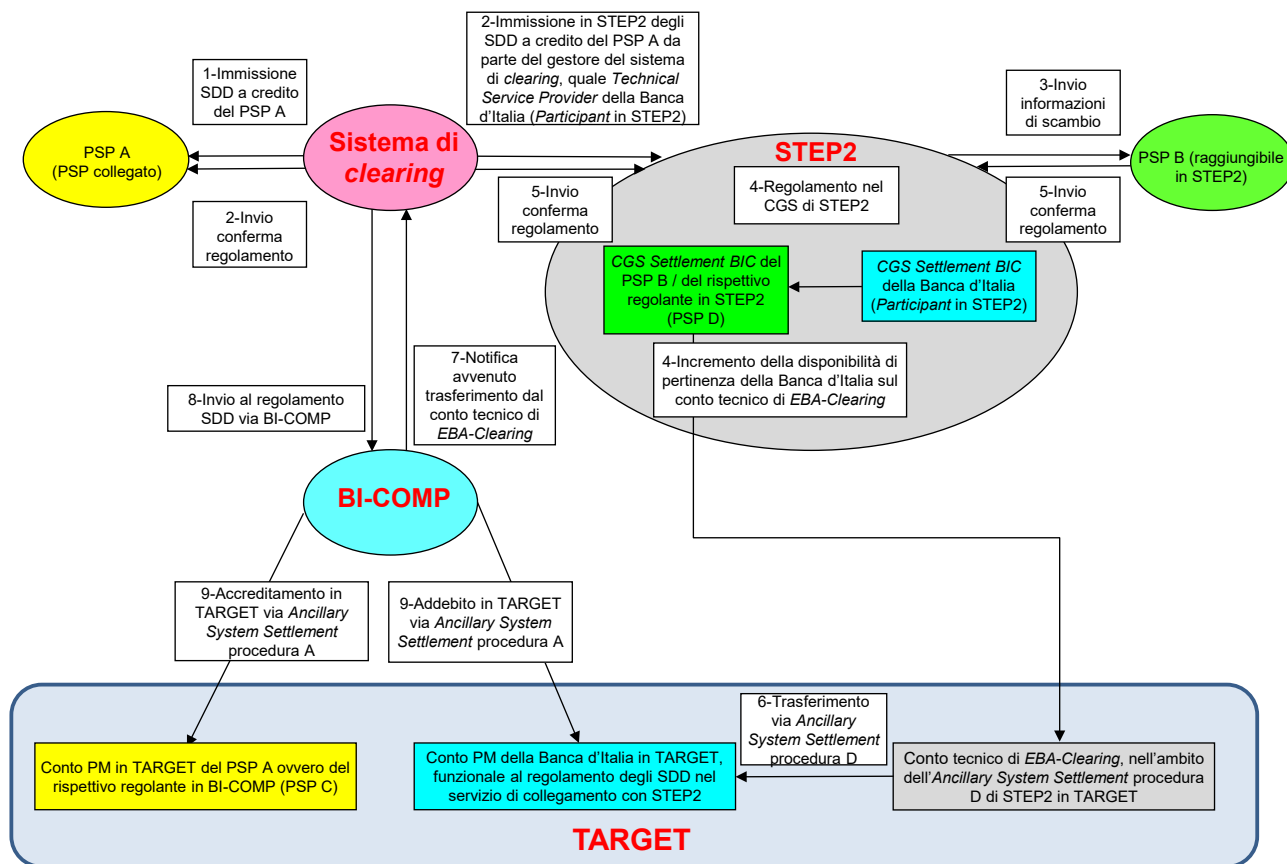 1-Immissione
SDD a credito
del PSP A
2-Immissione in STEP2 degli
SDD a credito del PSP A da
parte del gestore del sistema
di clearing, quale Technical
Service Provider della Banca
d'Italia (Participant in STEP2)
3-Invio
informazioni
di scambio
PSP A
(PSP collegato)
Sistema di
clearing
STEP2
PSP B (raggiungibile
in STEP2)
2-Invio
conferma
regolamento
5-Invio
conferma
regolamento
4-Regolamento nel
CGS di STEP2
5-Invio
conferma
regolamento
CGS Settlement BIC del
PSP B / del rispettivo
regolante in STEP2
(PSP D)
CGS Settlement BIC
della Banca d'Italia
(Participant in STEP2)
4-Incremento della disponibilità di
pertinenza della Banca d'Italia sul
conto tecnico di EBA-Clearing
7-Notifica
avvenuto
trasferimento dal
conto tecnico di
EBA-Clearing
8-Invio al regolamento
SDD via BI-COMP
BI-COMP
9-Accreditamento in
TARGET via Ancillary
System Settlement
procedura A
9-Addebito in TARGET
via Ancillary System
Settlement procedura A
6-Trasferimento
via Ancillary
System Settlement
procedura D
Conto PM in TARGET del PSP A ovvero del
rispettivo regolante in BI-COMP (PSP C)
Conto PM della Banca d'Italia in TARGET,
funzionale al regolamento degli SDD nel
servizio di collegamento con STEP2
Conto tecnico di EBA-Clearing, nell'ambito
dell'Ancillary System Settlement procedura
D di STEP2 in TARGET
TARGET